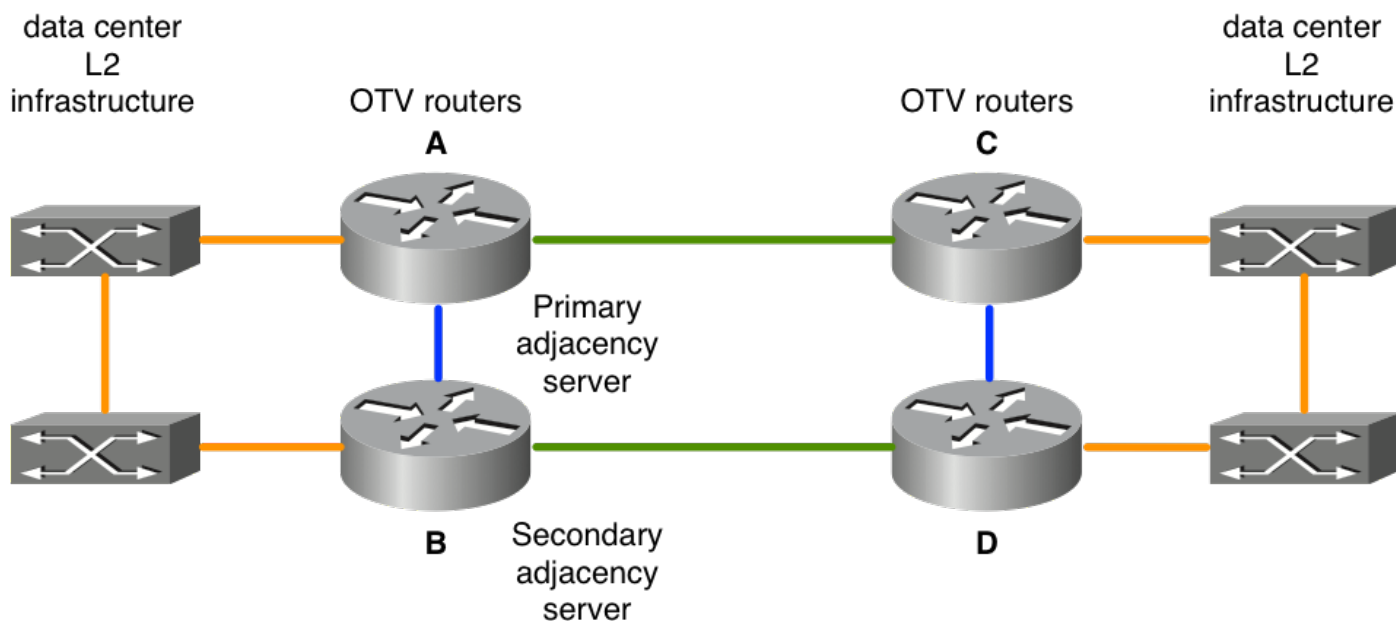 data center
L2
infrastructure
OTV routers
A
OTV routers
C
data center
L2
infrastructure
Primary
adjacency
server
B
Secondary
adjacency
server
D